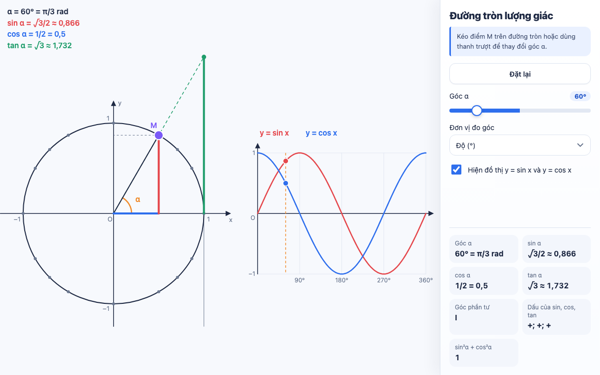 α = 60° = π/3 rad
sin α = √3/2 ≈ 0,866
cos α = 1/2 = 0,5
tan α = √3 ≈ 1,732
y
1
M
α
−1
O
1
x
y = sin x
y = cos x
1
0
−1
90°
180°
270°
360°
Đường tròn lượng giác
Kéo điểm M trên đường tròn hoặc dùng
thanh trượt để thay đổi góc α.
Đặt lại
Góc α
60°
Đơn vị đo góc
Độ (°)
Hiện đồ thị y = sin x và y = cos x
Góc α
60° = π/3 rad
sin α
√3/2 ≈ 0,866
cos α
1/2 = 0,5
tan α
√3 ≈ 1,732
Góc phần tư
I
Dấu của sin, cos,
tan
+; +; +
sin²α + cos²α
1
−1